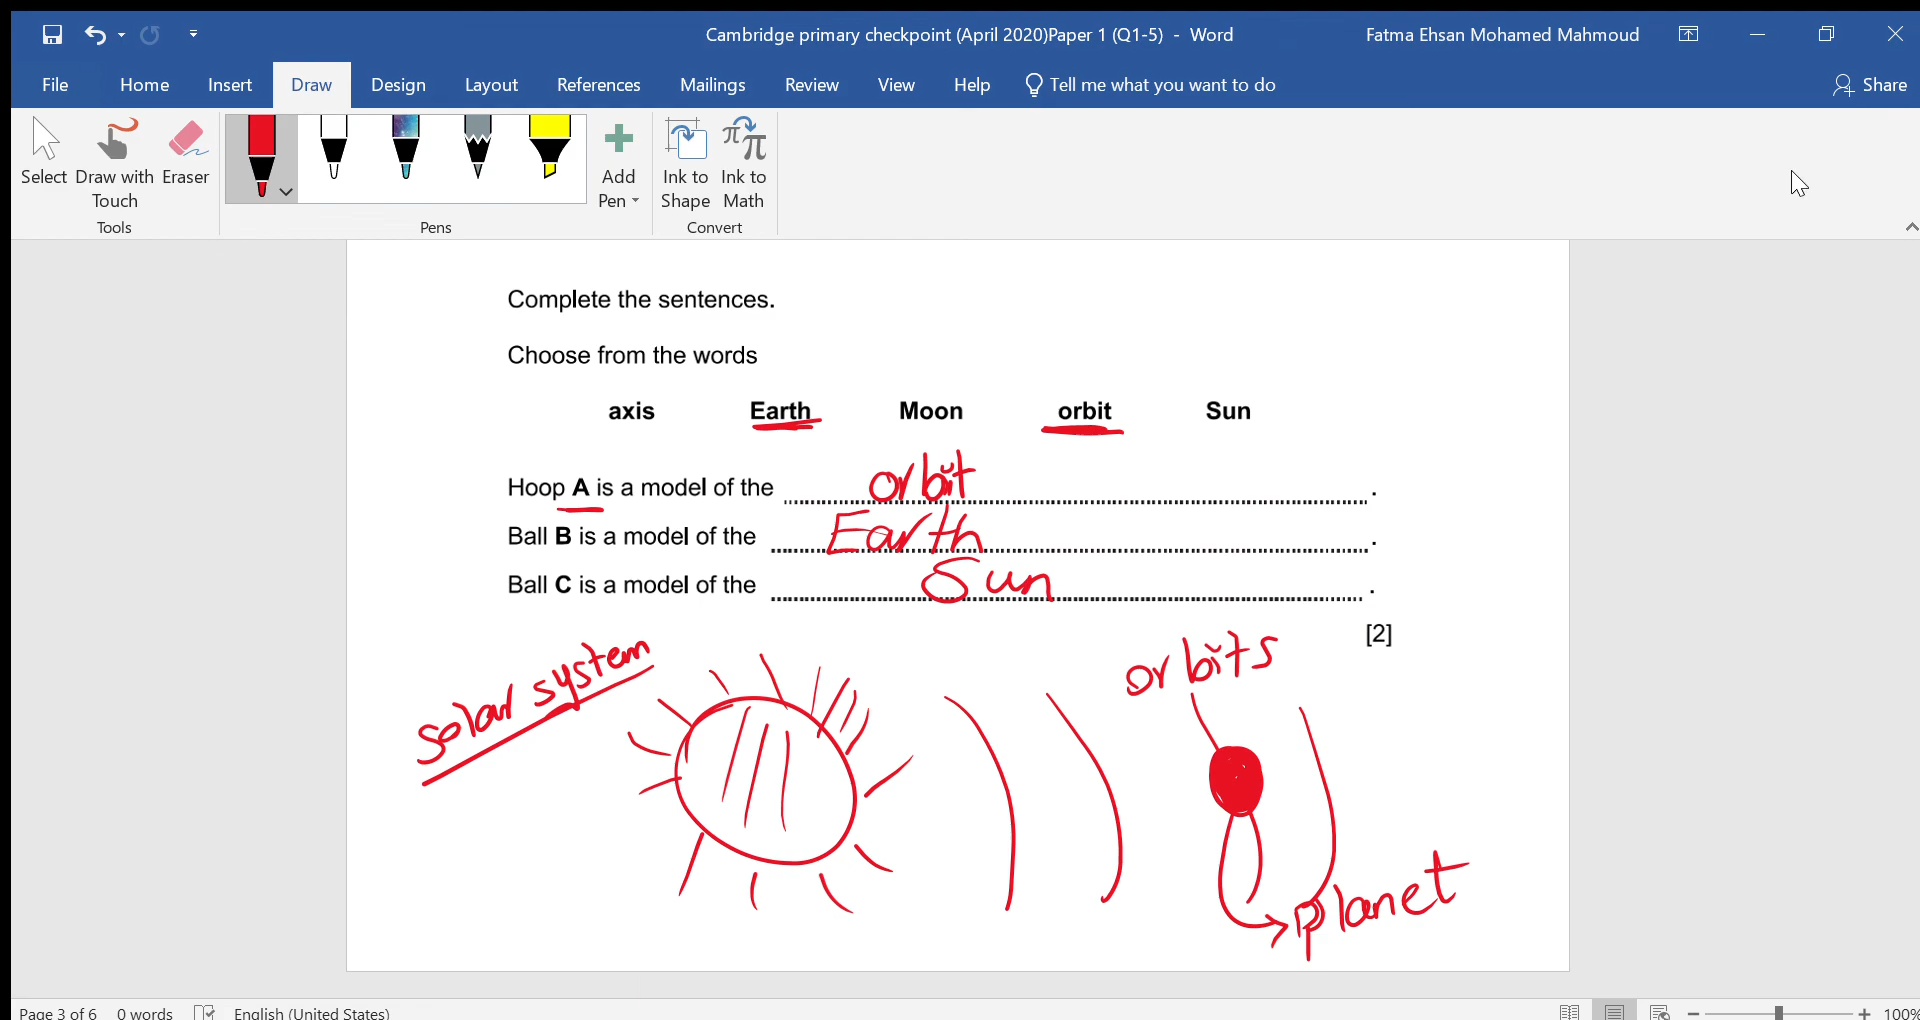 Cambridge primary checkpoint (April 2020)Paper 1 (Q1-5) - Word
Fatma Ehsan Mohamed Mahmoud
File Home Insert Draw Design Layout References Mailings Review View Help Tell me what you want to do Share
Select Draw with Touch Eraser Add Pen Ink to Shape Ink to Math
Tools Pens Convert
Complete the sentences.
Choose from the words
axis Earth Moon orbit Sun
Hoop A is a model of the orbit .
Ball B is a model of the Earth .
Ball C is a model of the Sun .
[2]
solar system
orbits
planet
Page 3 of 6 0 words English (United States) 100%